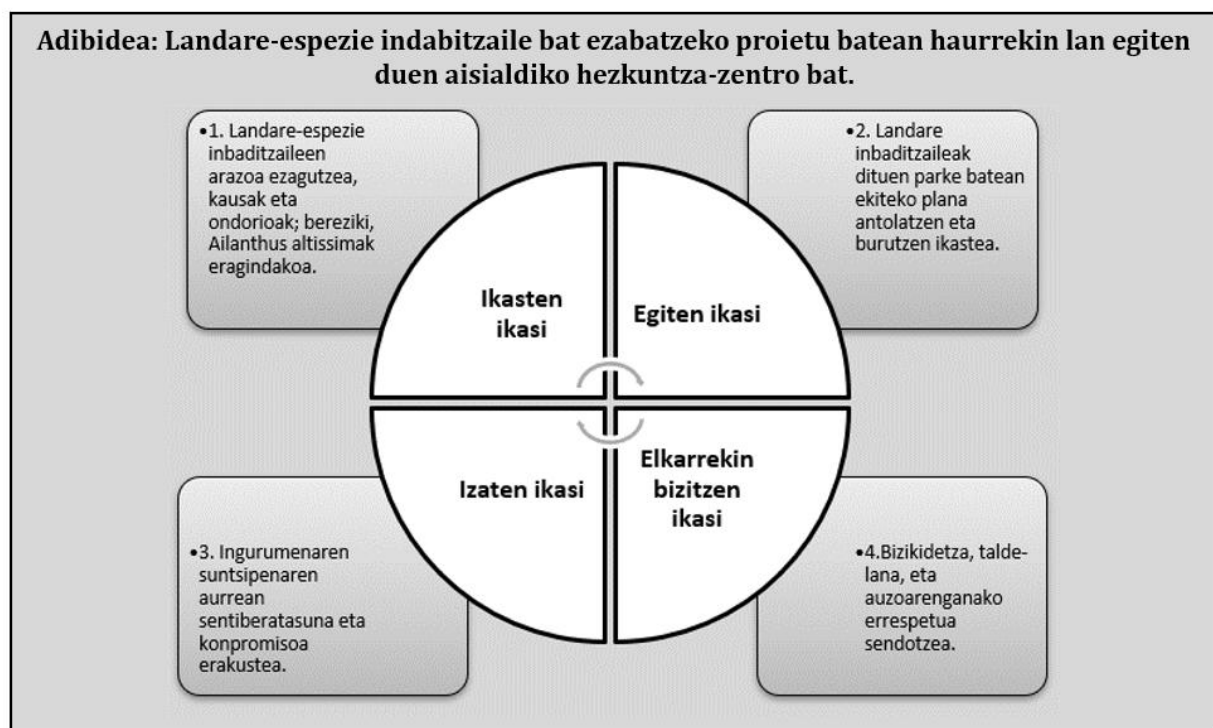 Adibidea: Landare-espezie indabitzaile bat ezabatzeko proietu batean haurrekin lan egiten
duen aisialdiko hezkuntza-zentro bat.
•1. Landare-espezie
inbaditzaileen
arazoa ezagutzea,
kausak eta
ondorioak; bereziki,
Ailanthus altissimak
eragindakoa.
•2. Landare
inbaditzaileak
dituen parke batean
ekiteko plana
antolatzen eta
burutzen ikastea.
Ikasten
ikasi
Egiten ikasi
Izaten ikasi
Elkarrekin
bizitzen
ikasi
•3. Ingurumenaren
suntsipenaren
aurrean
sentiberatasuna eta
konpromisoa
erakustea.
•4.Bizikidetza, talde-
lana, eta
auzoarenganako
errespetua
sendotzea.